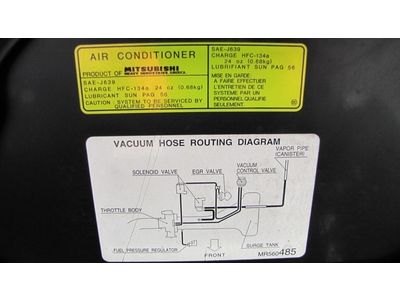 AIR CONDITIONER
PRODUCT OF MITSUBISHI
HEAVY INDUSTRIES, AMERICA
SAE-J639
CHARGE HFC-134a, 24 oz (0.68kg)
LUBRICANT SUN PAG 56
CAUTION : SYSTEM TO BE SERVICED BY
QUALIFIED PERSONNEL
SAE-J639
CHARGE HFC-134a
24 oz (0.68kg)
LUBRIFIANT SUN PAG 56
MISE EN GARDE:
A FAIRE EFFECTUER
L'ENTRETIEN DE CE
SYSTEME PAR UN
PERSONNEL QUALIFIE
SEULEMENT.
VACUUM HOSE ROUTING DIAGRAM
VAPOR PIPE
(CANISTER)
SOLENOID VALVE
EGR VALVE
VACUUM
CONTROL VALVE
THROTTLE BODY
FUEL PRESSURE REGULATOR
FRONT
SURGE TANK
MR560485